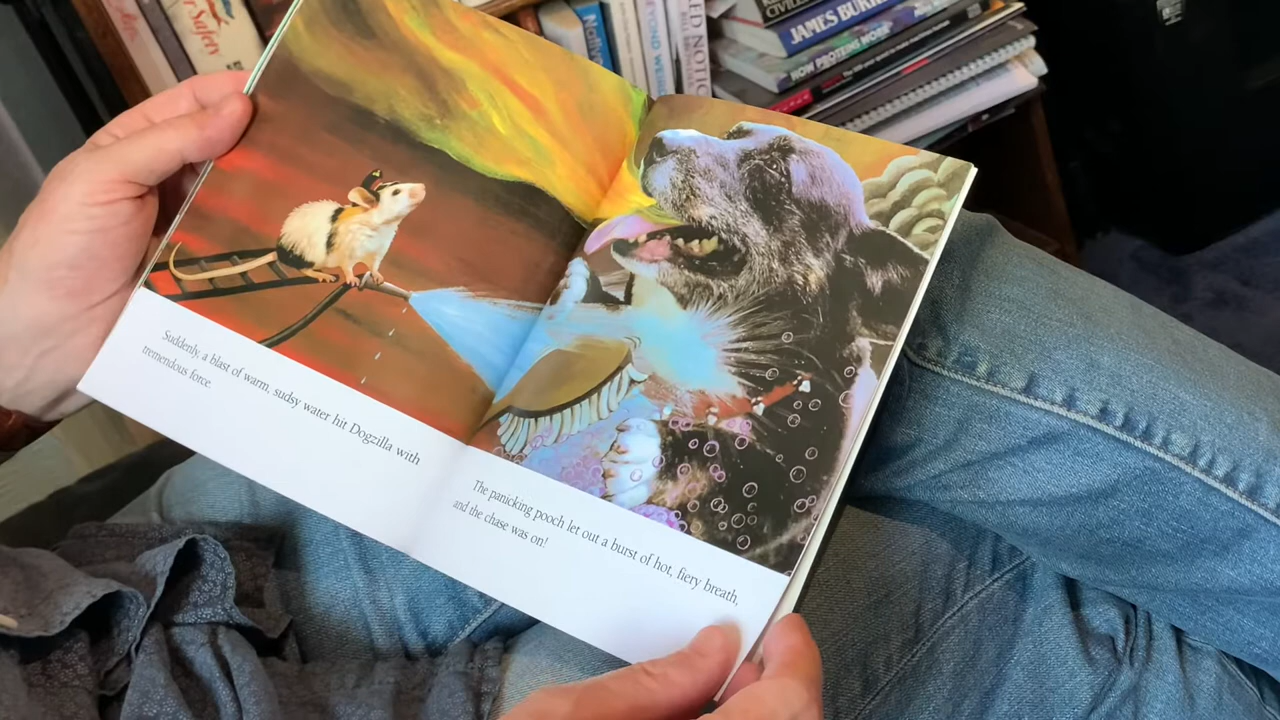 Suddenly, a blast of warm, sudsy water hit Dogzilla with
tremendous force.
The panicking pooch let out a burst of hot, fiery breath,
and the chase was on!
Safety
JAMES BURKE
HOW PROTEINS WORK